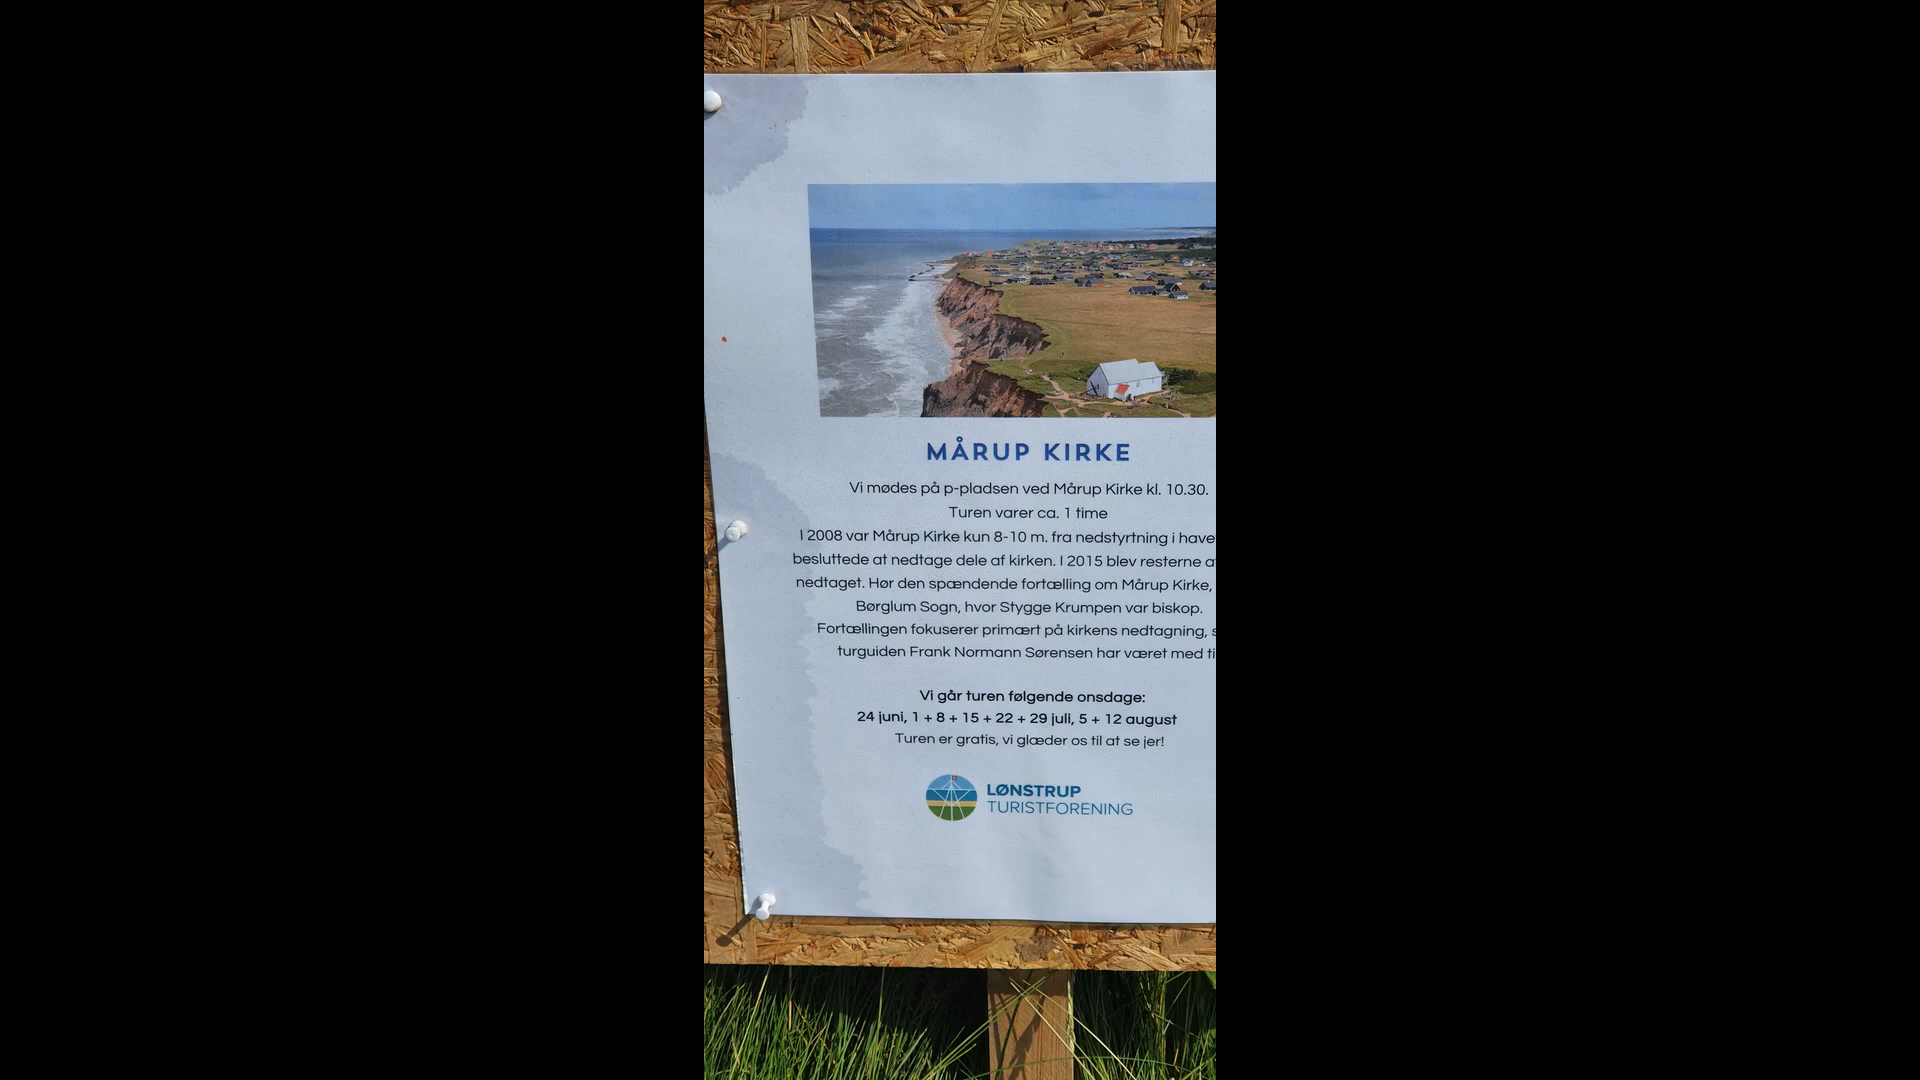 MÅRUP KIRKE
Vi mødes på p-pladsen ved Mårup Kirke kl. 10.30.
Turen varer ca. 1 time
I 2008 var Mårup Kirke kun 8-10 m. fra nedstyrtning i
besluttede at nedtage dele af kirken. I 2015 blev resterne
nedtaget. Hør den spændende fortælling om Mårup Kirke,
Børglum Sogn, hvor Stygge Krumpen var biskop.
Fortællingen fokuserer primært på kirkens nedtagning,
turguiden Frank Normann Sørensen har været med
Vi går turen følgende onsdage:
24 juni, 1 + 8 + 15 + 22 + 29 juli, 5 + 12 august
Turen er gratis, vi glæder os til at se jer!
LØNSTRUP
TURISTFORENING